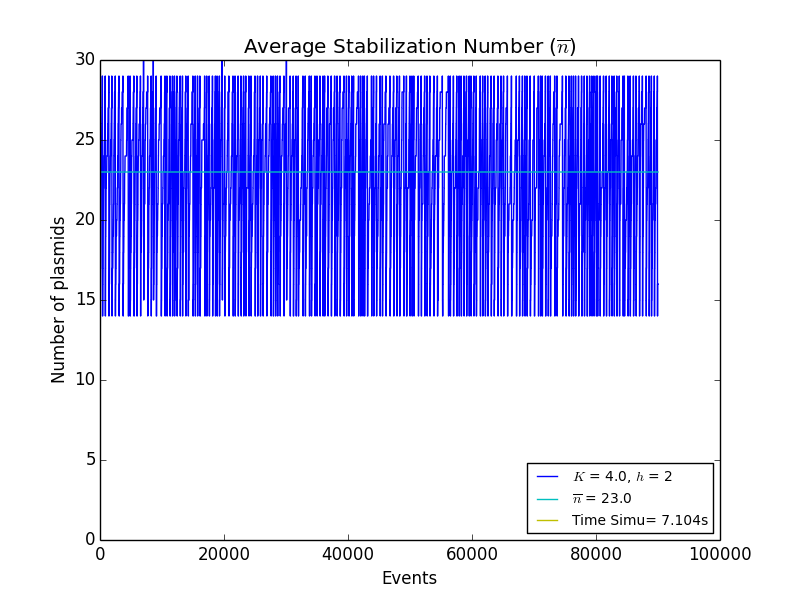 Average Stabilization Number (n̅)
Number of plasmids
30
25
20
15
10
5
0
0 20000 40000 60000 80000 100000
Events
K = 4.0, h = 2
n̅ = 23.0
Time Simu= 7.104s